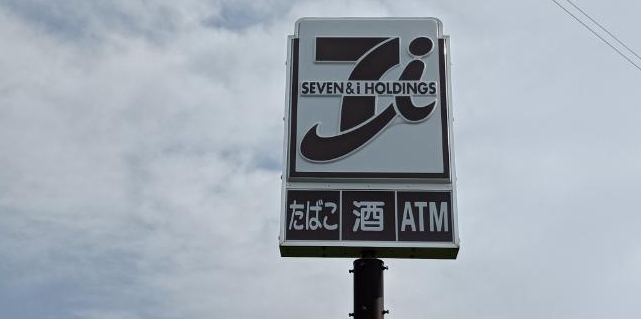 7i
SEVEN & i HOLDINGS
たばこ 酒 ATM